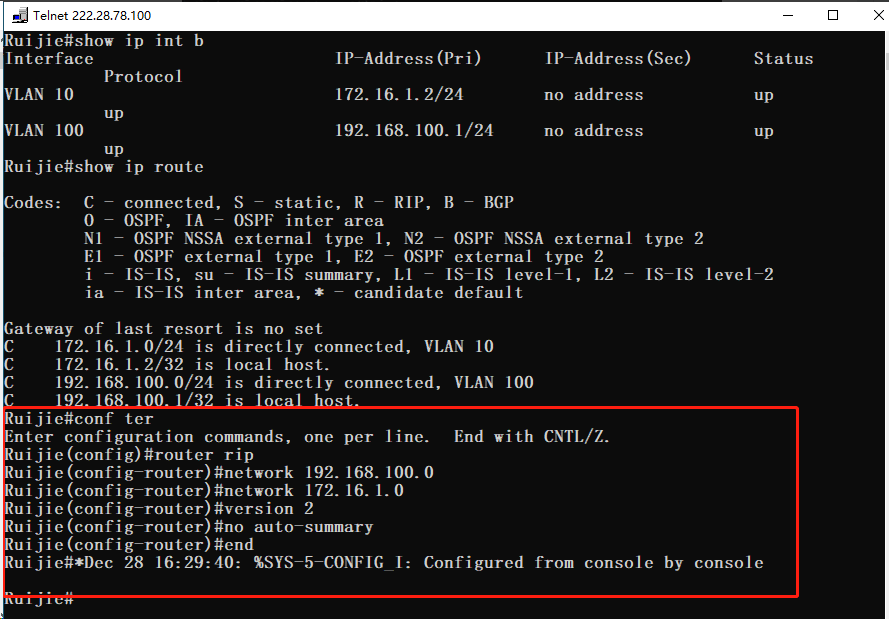 Telnet 222.28.78.100
Ruijie#show ip int b
Interface                        IP-Address(Pri)      IP-Address(Sec)      Status
          Protocol
VLAN 10                          172.16.1.2/24        no address           up
          up
VLAN 100                         192.168.100.1/24     no address           up
          up
Ruijie#show ip route
Codes:  C - connected, S - static, R - RIP, B - BGP
        O - OSPF, IA - OSPF inter area
        N1 - OSPF NSSA external type 1, N2 - OSPF NSSA external type 2
        E1 - OSPF external type 1, E2 - OSPF external type 2
        i - IS-IS, su - IS-IS summary, L1 - IS-IS level-1, L2 - IS-IS level-2
        ia - IS-IS inter area, * - candidate default
Gateway of last resort is no set
C    172.16.1.0/24 is directly connected, VLAN 10
C    172.16.1.2/32 is local host.
C    192.168.100.0/24 is directly connected, VLAN 100
C    192.168.100.1/32 is local host.
Ruijie#conf ter
Enter configuration commands, one per line.  End with CNTL/Z.
Ruijie(config)#router rip
Ruijie(config-router)#network 192.168.100.0
Ruijie(config-router)#network 172.16.1.0
Ruijie(config-router)#version 2
Ruijie(config-router)#no auto-summary
Ruijie(config-router)#end
Ruijie#*Dec 28 16:29:40: %SYS-5-CONFIG_I: Configured from console by console
Ruijie#